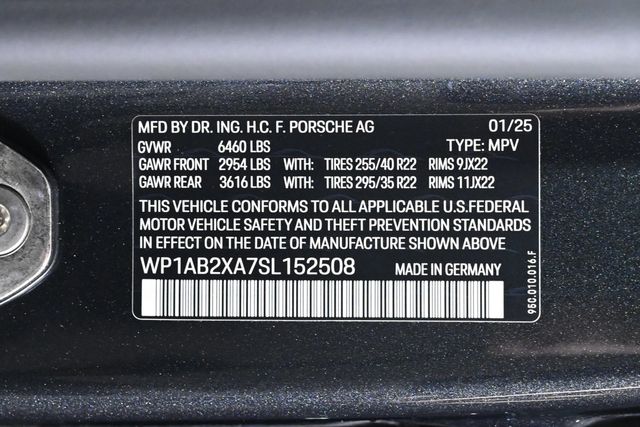 MFD BY DR. ING. H.C. F. PORSCHE AG 01/25
GVWR 6460 LBS TYPE: MPV
GAWR FRONT 2954 LBS WITH: TIRES 255/40 R22 RIMS 9JX22
GAWR REAR 3616 LBS WITH: TIRES 295/35 R22 RIMS 11JX22
THIS VEHICLE CONFORMS TO ALL APPLICABLE U.S.FEDERAL
MOTOR VEHICLE SAFETY AND THEFT PREVENTION STANDARDS
IN EFFECT ON THE DATE OF MANUFACTURE SHOWN ABOVE
WP1AB2XA7SL152508 MADE IN GERMANY
95C.010.016.F